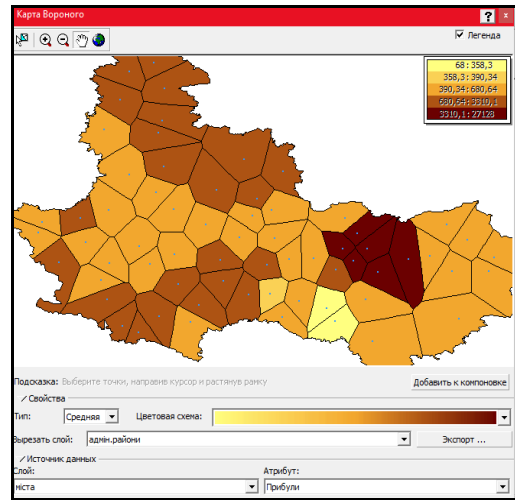 Карта Вороного
Легенда
68:358,3
358,3:390,34
390,34:680,64
680,64:3310,1
3310,1:27128
Подсказка: Выберите точки, направив курсор и растянув рамку
Добавить к компоновке
Свойства
Тип: Средняя Цветовая схема:
Вырезать слой: адмін.райони Экспорт ...
Источник данных
Слой: Атрибут:
міста Прибули